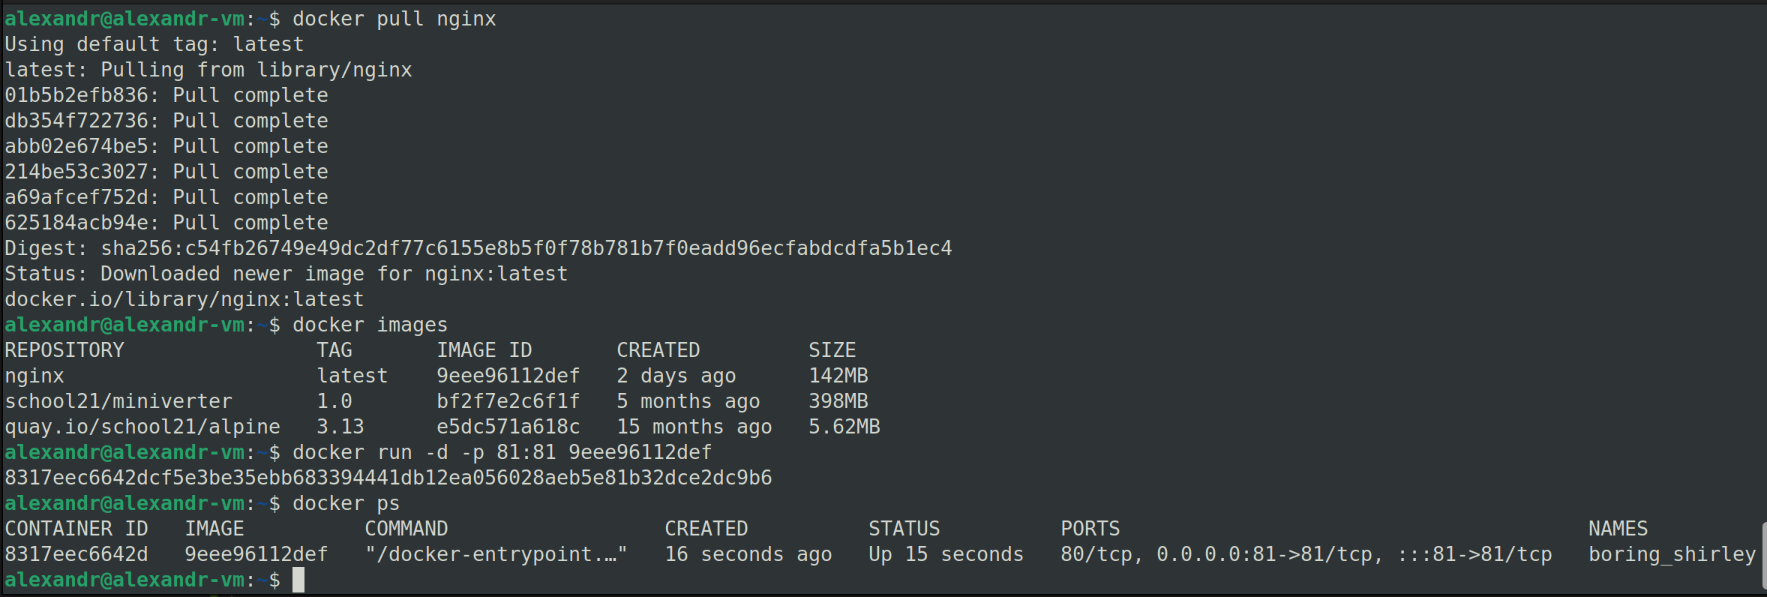 alexandr@alexandr-vm:~$ docker pull nginx
Using default tag: latest
latest: Pulling from library/nginx
01b5b2efb836: Pull complete
db354f722736: Pull complete
abb02e674be5: Pull complete
214be53c3027: Pull complete
a69afcef752d: Pull complete
625184acb94e: Pull complete
Digest: sha256:c54fb26749e49dc2df77c6155e8b5f0f78b781b7f0eadd96ecfabdcdfa5b1ec4
Status: Downloaded newer image for nginx:latest
docker.io/library/nginx:latest
alexandr@alexandr-vm:~$ docker images
REPOSITORY                TAG       IMAGE ID       CREATED         SIZE
nginx                     latest    9eee96112def   2 days ago      142MB
school21/miniverter       1.0       bf2f7e2c6f1f   5 months ago    398MB
quay.io/school21/alpine   3.13      e5dc571a618c   15 months ago   5.62MB
alexandr@alexandr-vm:~$ docker run -d -p 81:81 9eee96112def
8317eec6642dcf5e3be35ebb683394441db12ea056028aeb5e81b32dce2dc9b6
alexandr@alexandr-vm:~$ docker ps
CONTAINER ID   IMAGE          COMMAND                  CREATED          STATUS          PORTS                                       NAMES
8317eec6642d   9eee96112def   "/docker-entrypoint.…"   16 seconds ago   Up 15 seconds   80/tcp, 0.0.0.0:81->81/tcp, :::81->81/tcp   boring_shirley
alexandr@alexandr-vm:~$